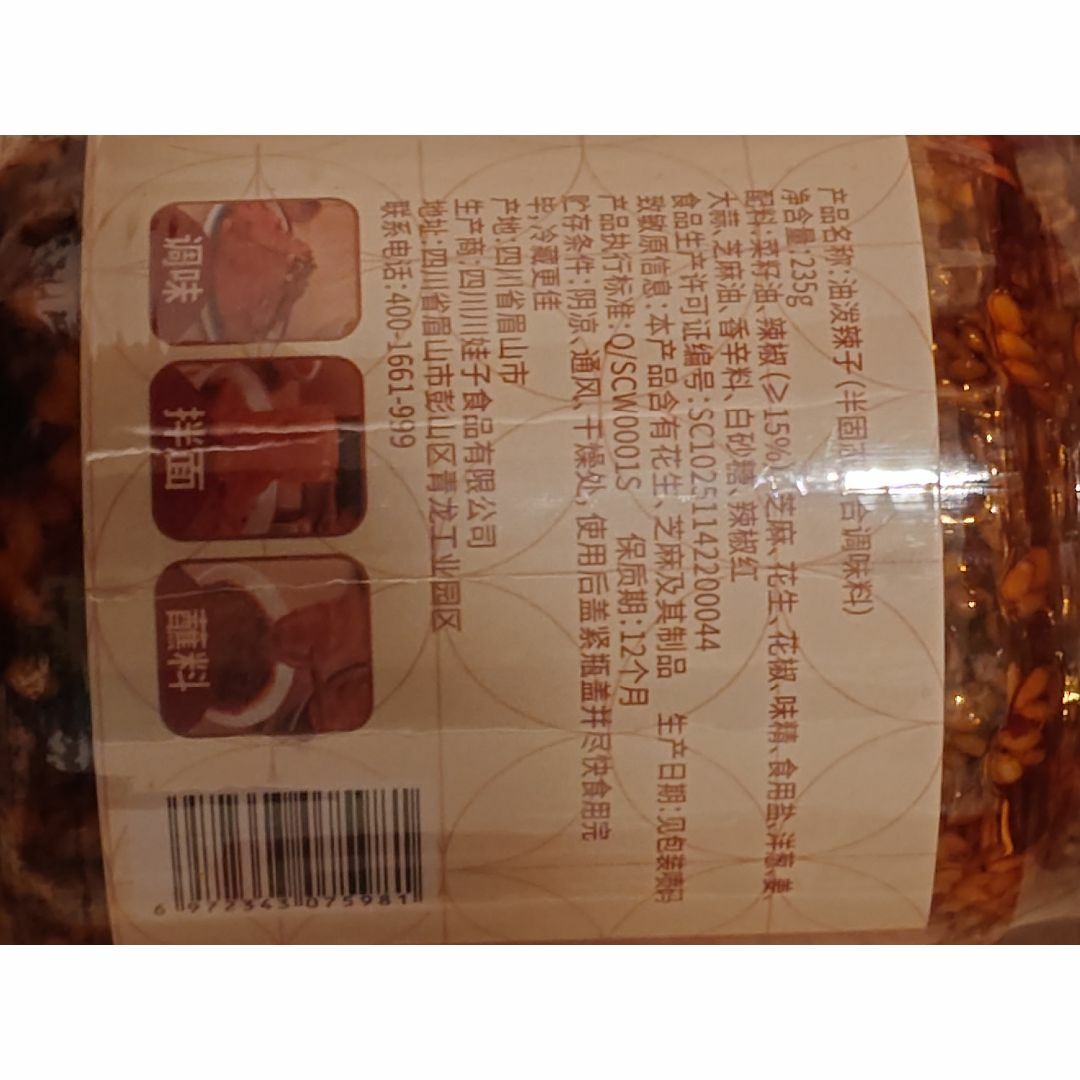 产品名称:油泼辣子(半固态复合调味料)
净含量:235g
配料:菜籽油、辣椒(≥15%)、芝麻、花生、花椒、味精、食用盐、洋葱、姜、
大蒜、芝麻油、香辛料、白砂糖、辣椒红
食品生产许可证编号:SC10251142200044
致敏原信息:本产品含有花生、芝麻及其制品 生产日期:见包装喷码
产品执行标准:Q/SCW0001S 保质期:12个月
贮存条件:阴凉、通风、干燥处,使用后盖紧瓶盖并尽快食用完
毕,冷藏更佳
产地:四川省眉山市
生产商:四川川娃子食品有限公司
地址:四川省眉山市彭山区青龙工业园区
联系电话:400-1661-999
调味
拌面
蘸料
6 972343 075981